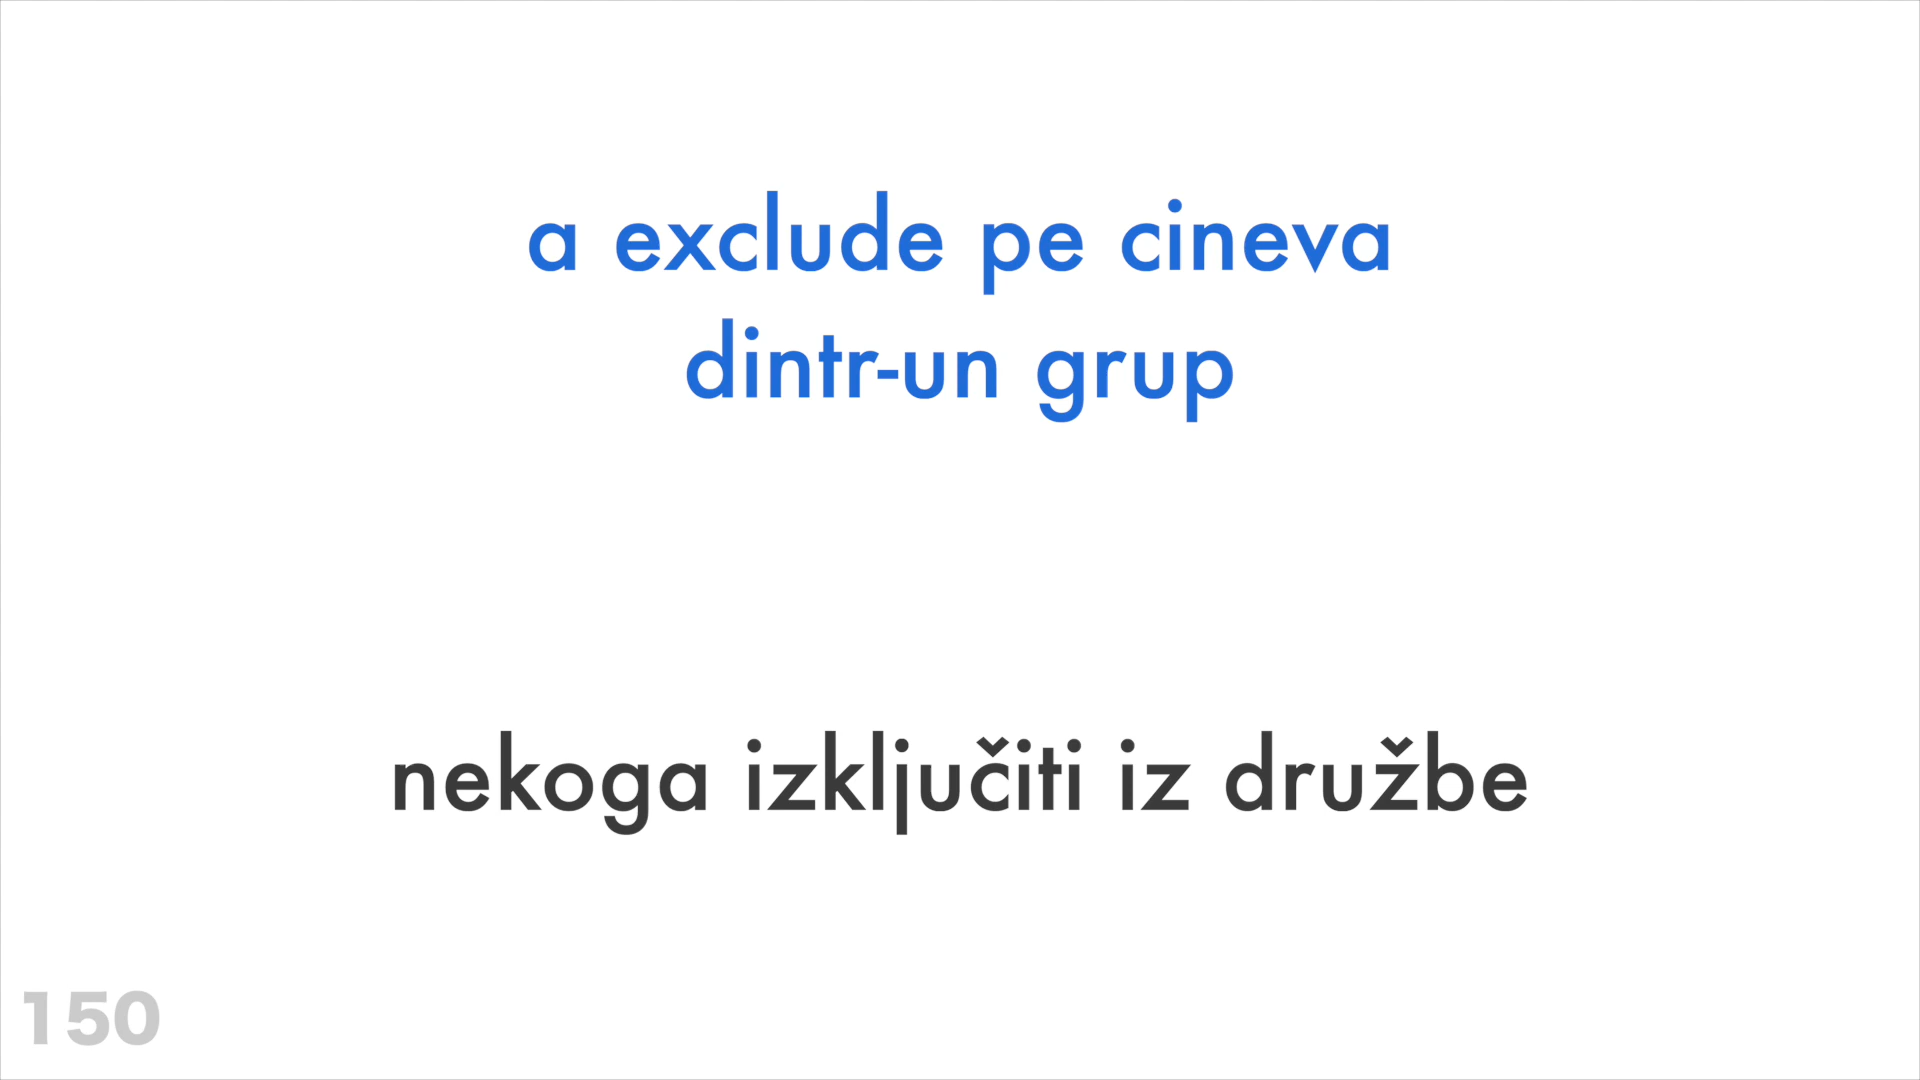 a exclude pe cineva
dintr-un grup
nekoga izključiti iz družbe
150